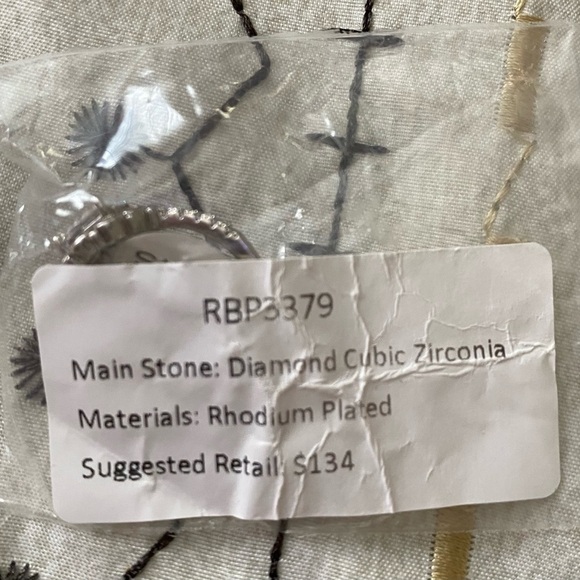 RBP3379
Main Stone: Diamond Cubic Zirconia
Materials: Rhodium Plated
Suggested Retail: $134